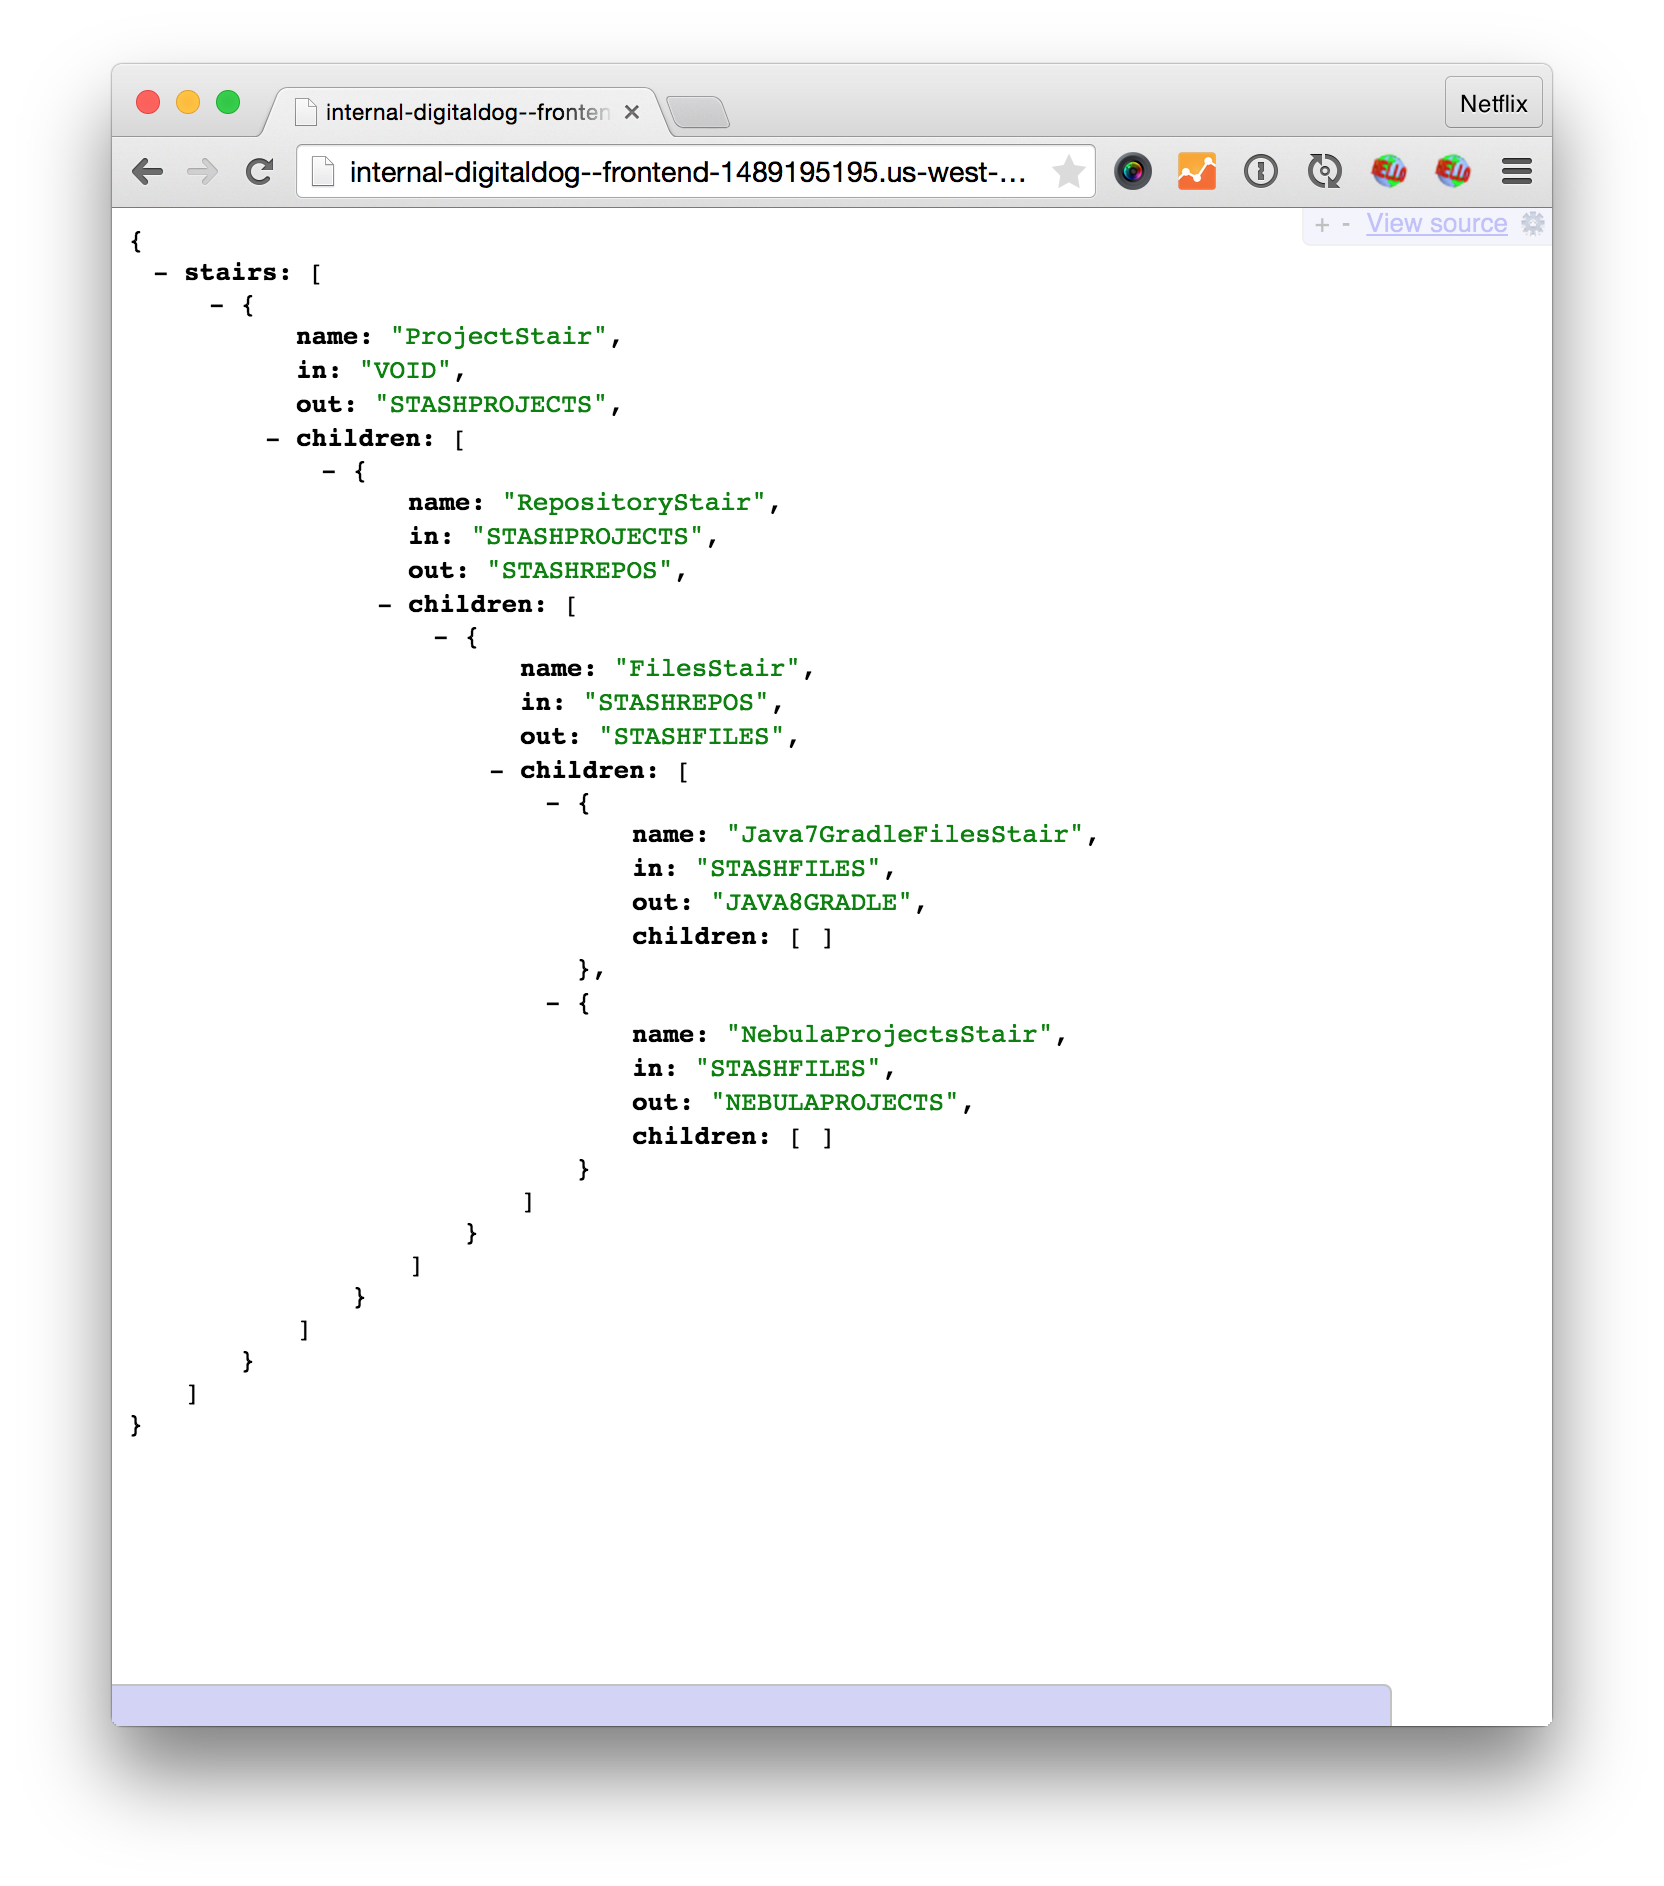 internal-digitaldog--fronten
Netflix
internal-digitaldog--frontend-1489195195.us-west-...
+ - View source
{
- stairs: [
- {
name: "ProjectStair",
in: "VOID",
out: "STASHPROJECTS",
- children: [
- {
name: "RepositoryStair",
in: "STASHPROJECTS",
out: "STASHREPOS",
- children: [
- {
name: "FilesStair",
in: "STASHREPOS",
out: "STASHFILES",
- children: [
- {
name: "Java7GradleFilesStair",
in: "STASHFILES",
out: "JAVA8GRADLE",
children: [ ]
},
- {
name: "NebulaProjectsStair",
in: "STASHFILES",
out: "NEBULAPROJECTS",
children: [ ]
}
]
}
]
}
]
}
]
}